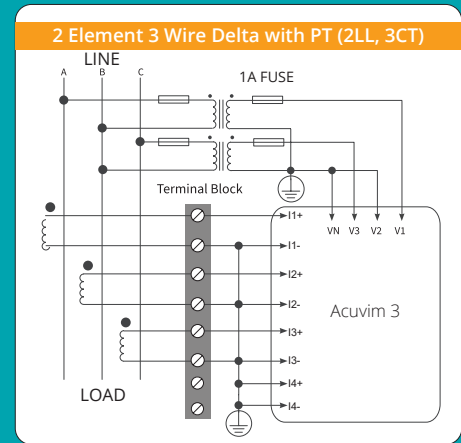 2 Element 3 Wire Delta with PT (2LL, 3CT)
LINE
A B C
1A FUSE
Terminal Block
VN V3 V2 V1
I1+
I1-
I2+
I2-
I3+
I3-
I4+
I4-
Acuvim 3
LOAD